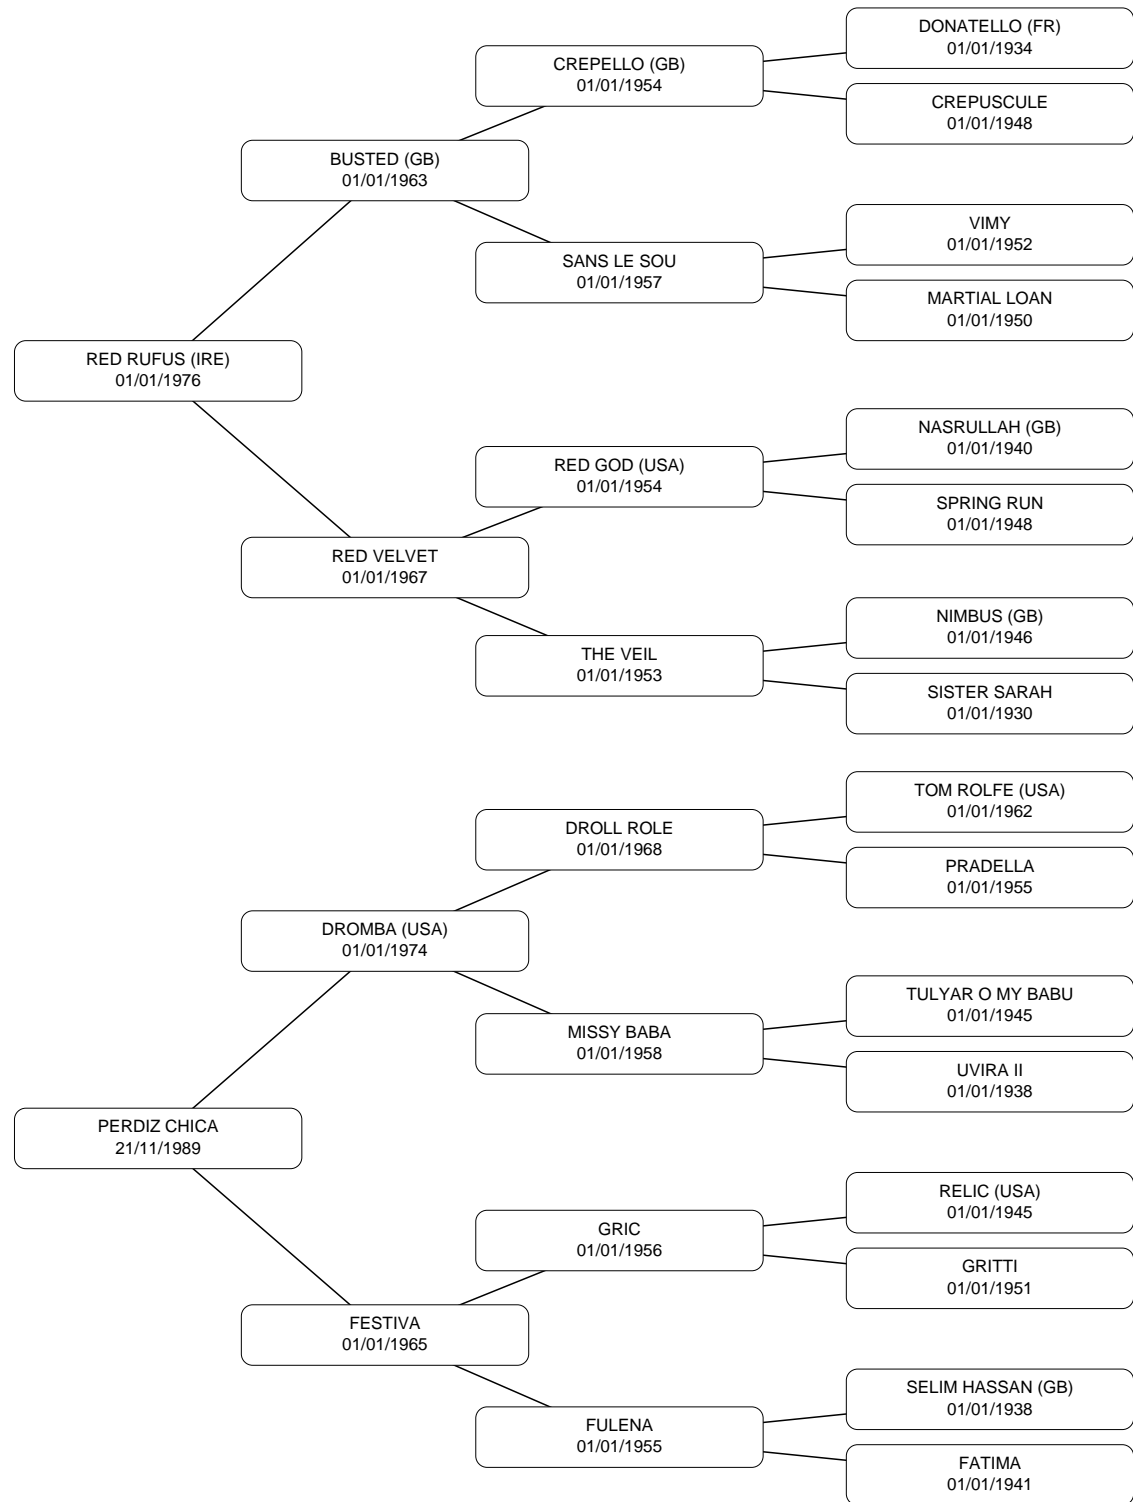 DONATELLO (FR)
01/01/1934
CREPELLO (GB)
01/01/1954
CREPUSCULE
01/01/1948
BUSTED (GB)
01/01/1963
VIMY
01/01/1952
SANS LE SOU
01/01/1957
MARTIAL LOAN
01/01/1950
RED RUFUS (IRE)
01/01/1976
NASRULLAH (GB)
01/01/1940
RED GOD (USA)
01/01/1954
SPRING RUN
01/01/1948
RED VELVET
01/01/1967
NIMBUS (GB)
01/01/1946
THE VEIL
01/01/1953
SISTER SARAH
01/01/1930
TOM ROLFE (USA)
01/01/1962
DROLL ROLE
01/01/1968
PRADELLA
01/01/1955
DROMBA (USA)
01/01/1974
TULYAR O MY BABU
01/01/1945
MISSY BABA
01/01/1958
UVIRA II
01/01/1938
PERDIZ CHICA
21/11/1989
RELIC (USA)
01/01/1945
GRIC
01/01/1956
GRITTI
01/01/1951
FESTIVA
01/01/1965
SELIM HASSAN (GB)
01/01/1938
FULENA
01/01/1955
FATIMA
01/01/1941